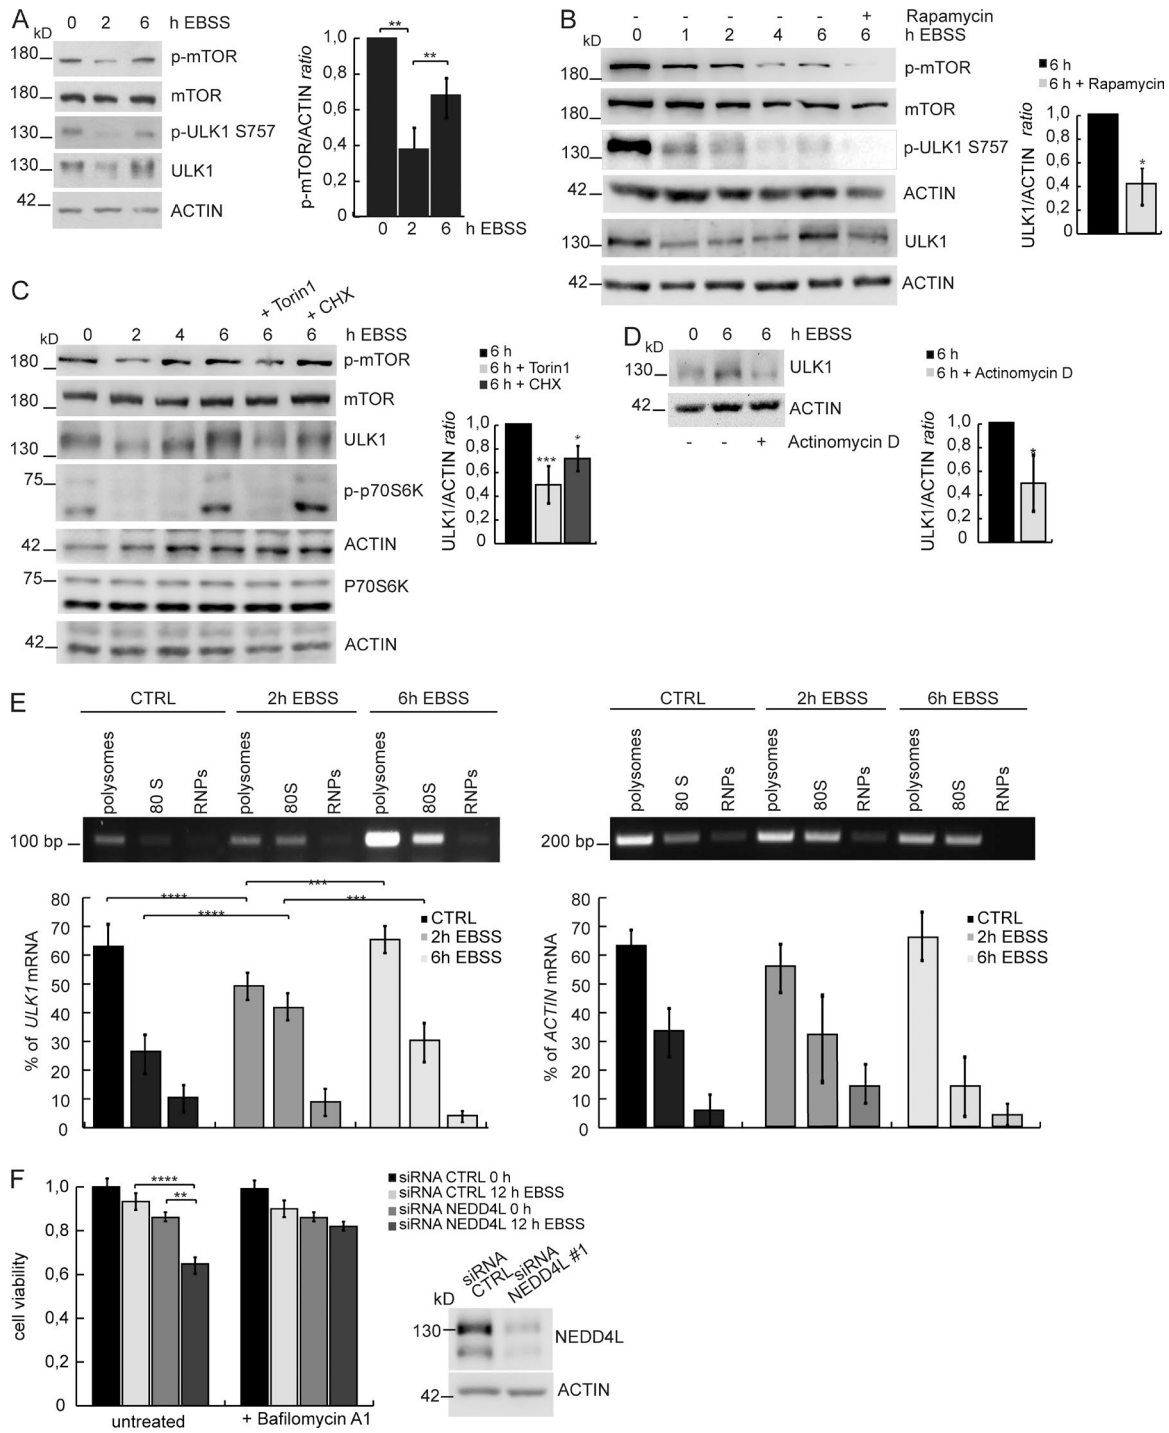 A
0 2 6 h EBSS
kD
180
p-mTOR
180
mTOR
130
p-ULK1 S757
130
ULK1
42
ACTIN
p-mTOR/ACTIN ratio
1,0
0,8
0,6
0,4
0,2
0
**
**
0 2 6 h EBSS
B
- - - - - + Rapamycin
kD 0 1 2 4 6 6 h EBSS
180
p-mTOR
180
mTOR
130
p-ULK1 S757
42
ACTIN
130
ULK1
42
ACTIN
6 h
6 h + Rapamycin
ULK1/ACTIN ratio
1,0
0,8
0,6
0,4
0,2
0
*
C
+ Torin1
+ CHX
kD 0 2 4 6 6 6 h EBSS
180
p-mTOR
180
mTOR
130
ULK1
75
p-p70S6K
42
ACTIN
75
P70S6K
42
ACTIN
6 h
6 h + Torin1
6 h + CHX
ULK1/ACTIN ratio
1,0
0,8
0,6
0,4
0,2
0
***
*
D
0 6 6 h EBSS
kD
130
ULK1
42
ACTIN
- - + Actinomycin D
6 h
6 h + Actinomycin D
ULK1/ACTIN ratio
1,0
0,8
0,6
0,4
0,2
0
*
E
CTRL 2h EBSS 6h EBSS
polysomes 80 S RNPs polysomes 80S RNPs polysomes 80S RNPs
100 bp
% of ULK1 mRNA
80
70
60
50
40
30
20
10
0
****
****
***
***
CTRL
2h EBSS
6h EBSS
CTRL 2h EBSS 6h EBSS
polysomes 80 S RNPs polysomes 80S RNPs polysomes 80S RNPs
200 bp
% of ACTIN mRNA
80
70
60
50
40
30
20
10
0
CTRL
2h EBSS
6h EBSS
F
cell viability
1,0
0,8
0,6
0,4
0,2
0
****
**
untreated
+ Bafilomycin A1
siRNA CTRL 0 h
siRNA CTRL 12 h EBSS
siRNA NEDD4L 0 h
siRNA NEDD4L 12 h EBSS
siRNA
CTRL
siRNA
NEDD4L #1
kD
130
NEDD4L
42
ACTIN